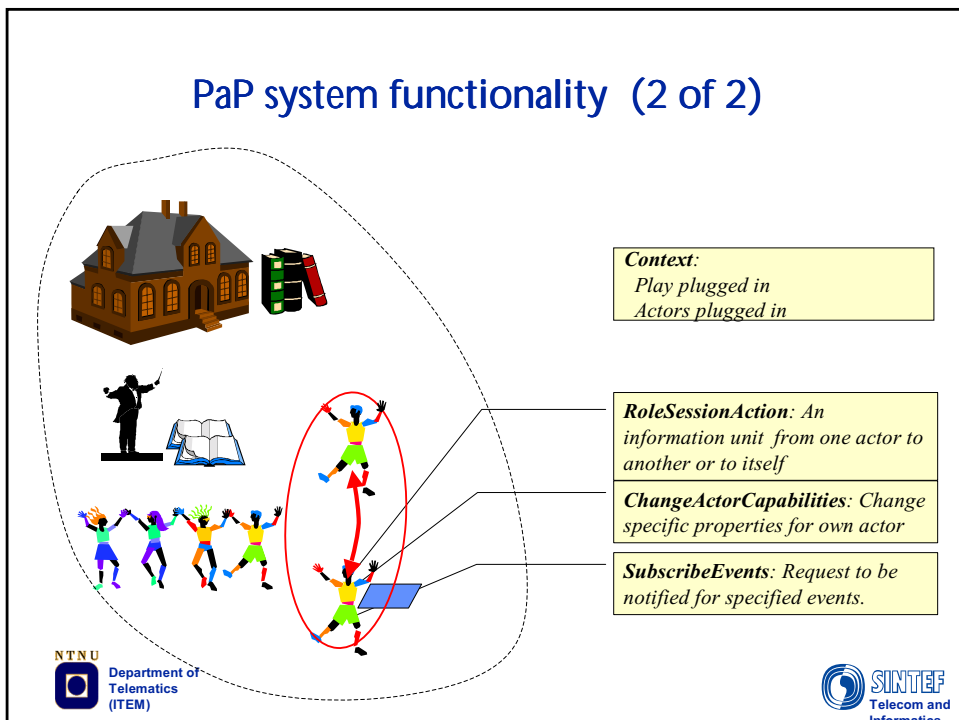 PaP system functionality (2 of 2)
Context:
Play plugged in
Actors plugged in
RoleSessionAction: An
information unit from one actor to
another or to itself
ChangeActorCapabilities: Change
specific properties for own actor
SubscribeEvents: Request to be
notified for specified events.
NTNU
Department of
Telematics
(ITEM)
SINTEF
Telecom and
Informatics